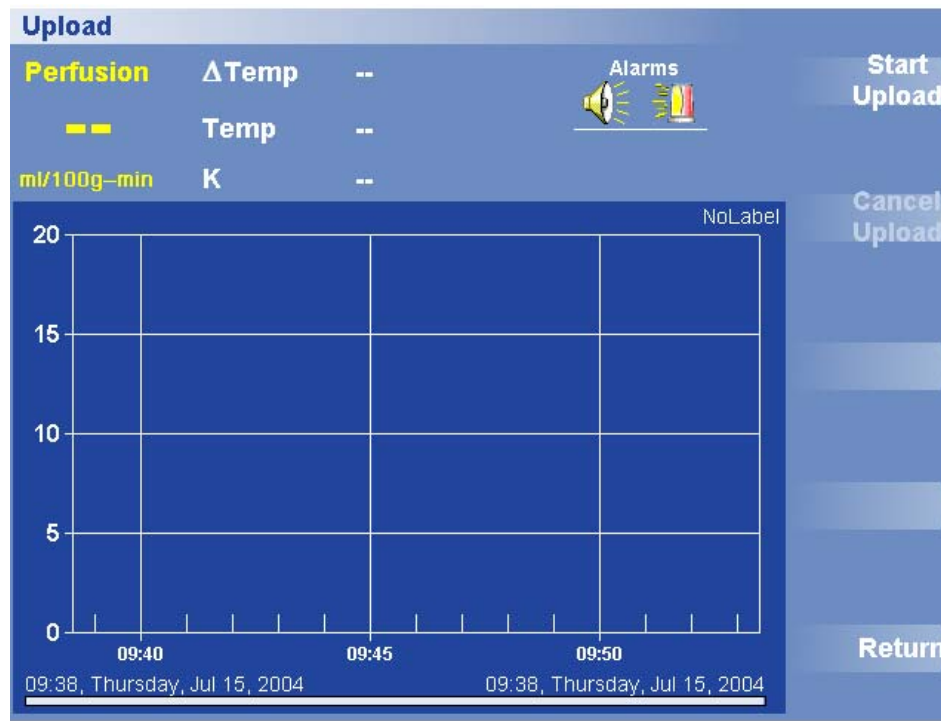 Upload
Perfusion
--
ml/100g–min
ΔTemp --
Temp --
K --
Alarms
Start
Upload
Cancel
Upload
Return
NoLabel
20
15
10
5
0
09:40 09:45 09:50
09:38, Thursday, Jul 15, 2004 09:38, Thursday, Jul 15, 2004